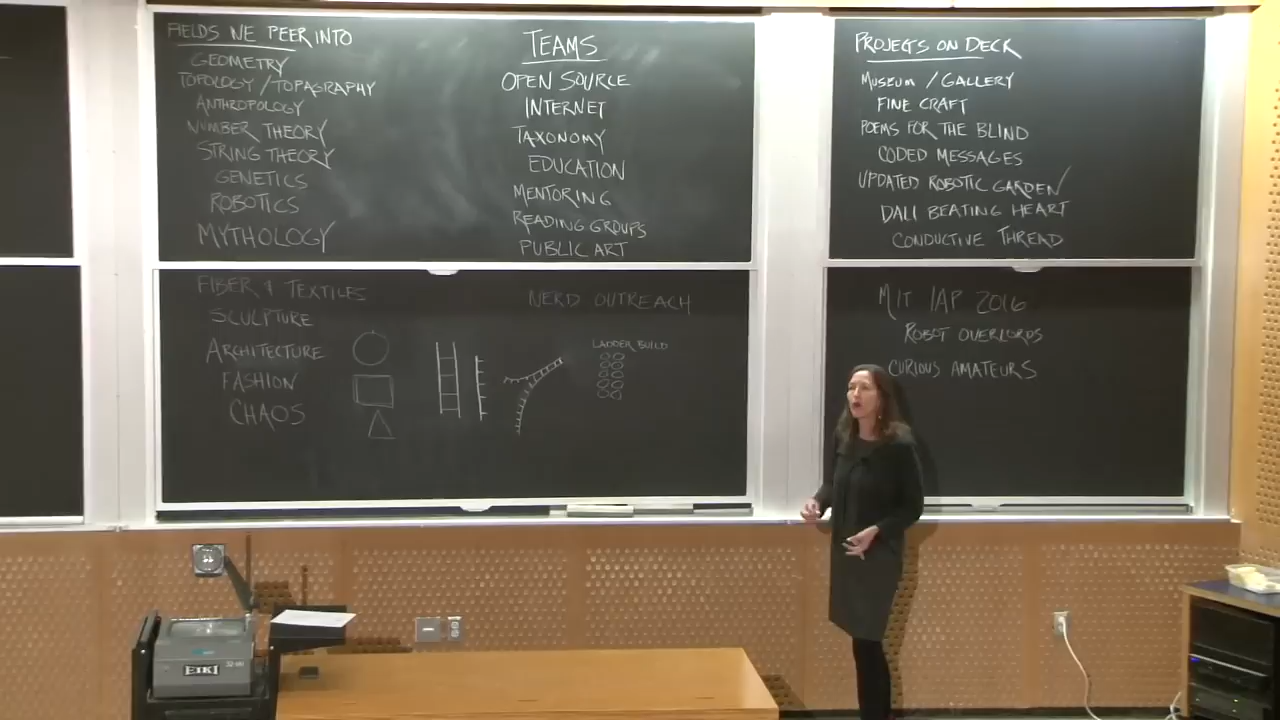 FIELDS WE PEER INTO
GEOMETRY
TOPOLOGY / TOPAGRAPHY
ANTHROPOLOGY
NUMBER THEORY
STRING THEORY
GENETICS
ROBOTICS
MYTHOLOGY
FIBER & TEXTILES
SCULPTURE
ARCHITECTURE
FASHION
CHAOS
TEAMS
OPEN SOURCE
INTERNET
TAXONOMY
EDUCATION
MENTORING
READING GROUPS
PUBLIC ART
NERD OUTREACH
LADDER BUILD
PROJECTS ON DECK
MUSEUM / GALLERY
FINE CRAFT
POEMS FOR THE BLIND
CODED MESSAGES
UPDATED ROBOTIC GARDEN
DALI BEATING HEART
CONDUCTIVE THREAD
MIT IAP 2016
ROBOT OVERLORDS
CURIOUS AMATEURS
EIKI